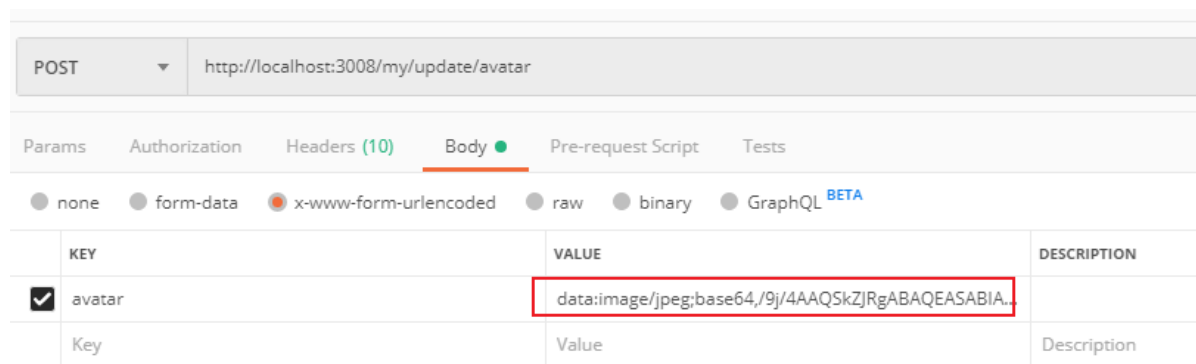 POST http://localhost:3008/my/update/avatar
Params Authorization Headers (10) Body Pre-request Script Tests
none form-data x-www-form-urlencoded raw binary GraphQL BETA
KEY VALUE DESCRIPTION
avatar data:image/jpeg;base64,/9j/4AAQSkZJRgABAQEASABIA...
Key Value Description